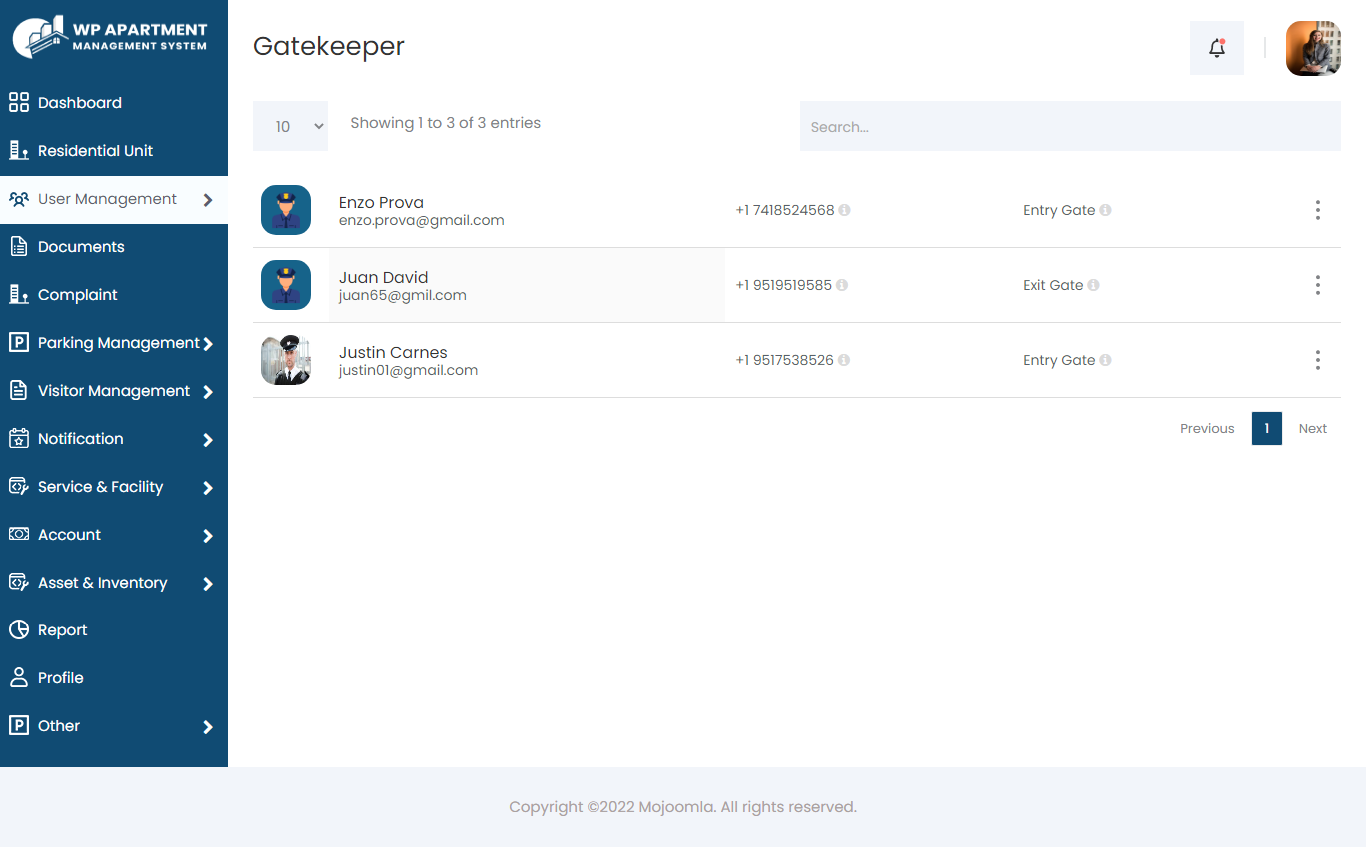 WP APARTMENT
MANAGEMENT SYSTEM
Dashboard
Residential Unit
User Management
Documents
Complaint
Parking Management
Visitor Management
Notification
Service & Facility
Account
Asset & Inventory
Report
Profile
Other
Gatekeeper
10
Showing 1 to 3 of 3 entries
Search...
Enzo Prova
enzo.prova@gmail.com
+1 7418524568
Entry Gate
Juan David
juan65@gmil.com
+1 9519519585
Exit Gate
Justin Carnes
justin01@gmail.com
+1 9517538526
Entry Gate
Previous 1 Next
Copyright ©2022 Mojoomla. All rights reserved.